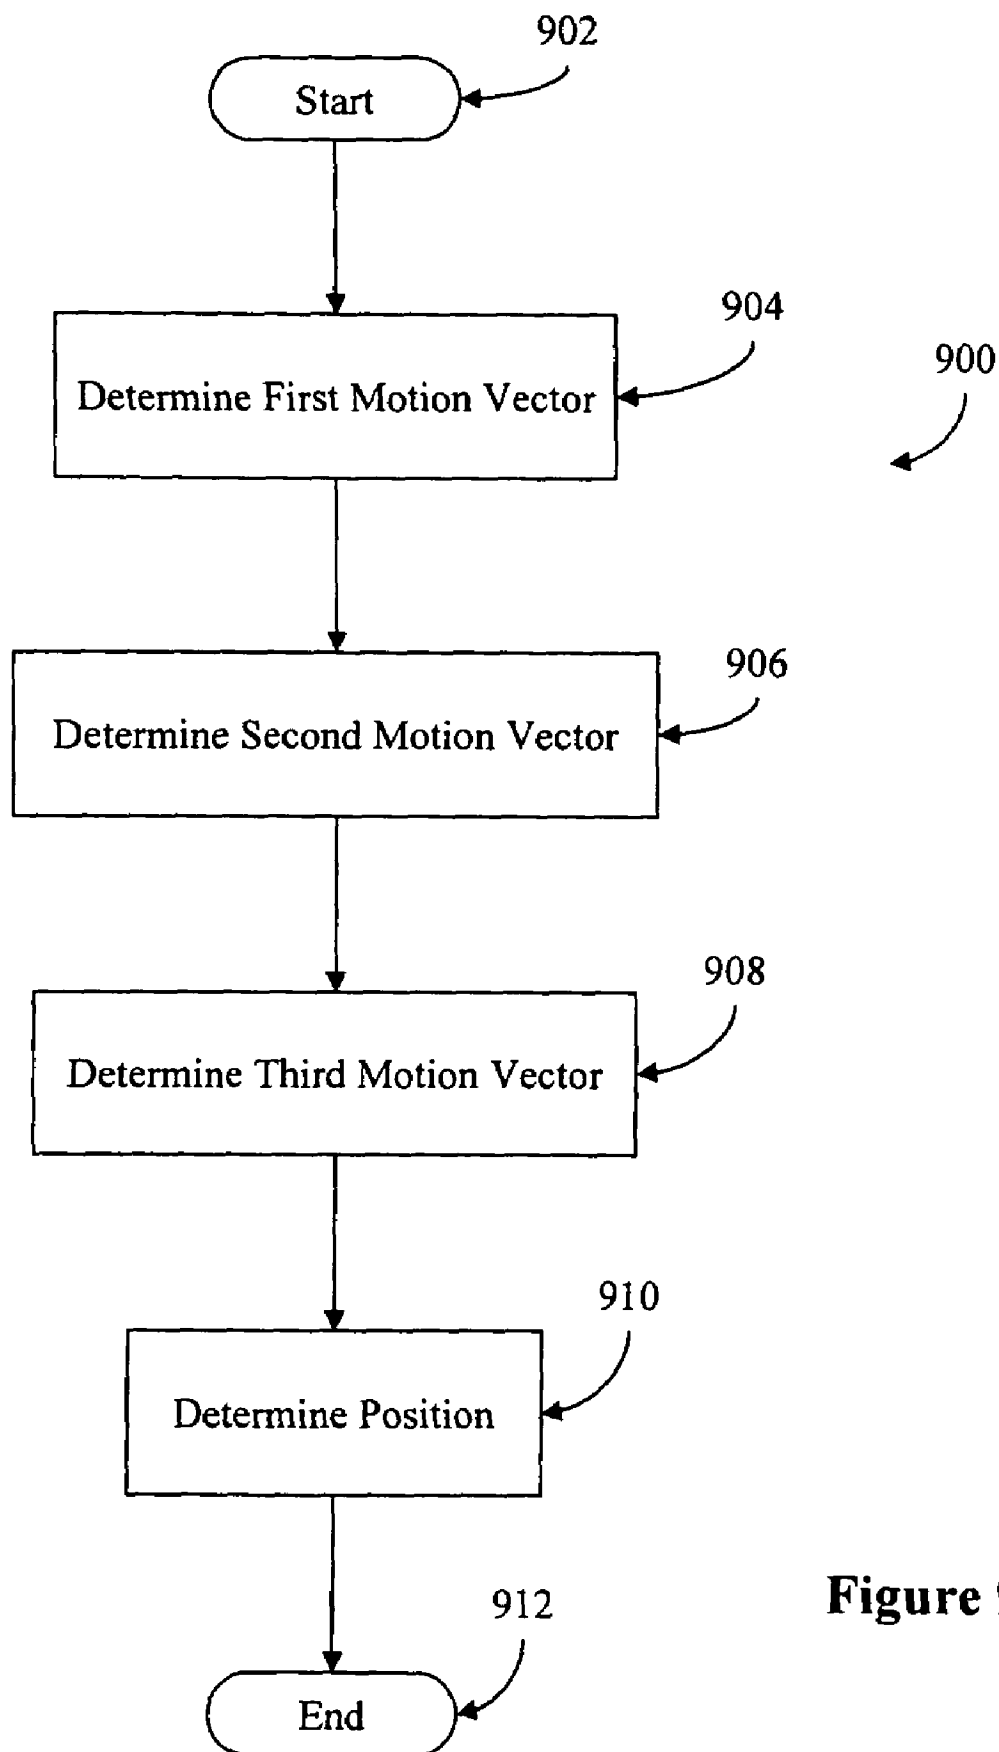 902
Start
904
900
Determine First Motion Vector
906
Determine Second Motion Vector
908
Determine Third Motion Vector
910
Determine Position
Figure
912
End